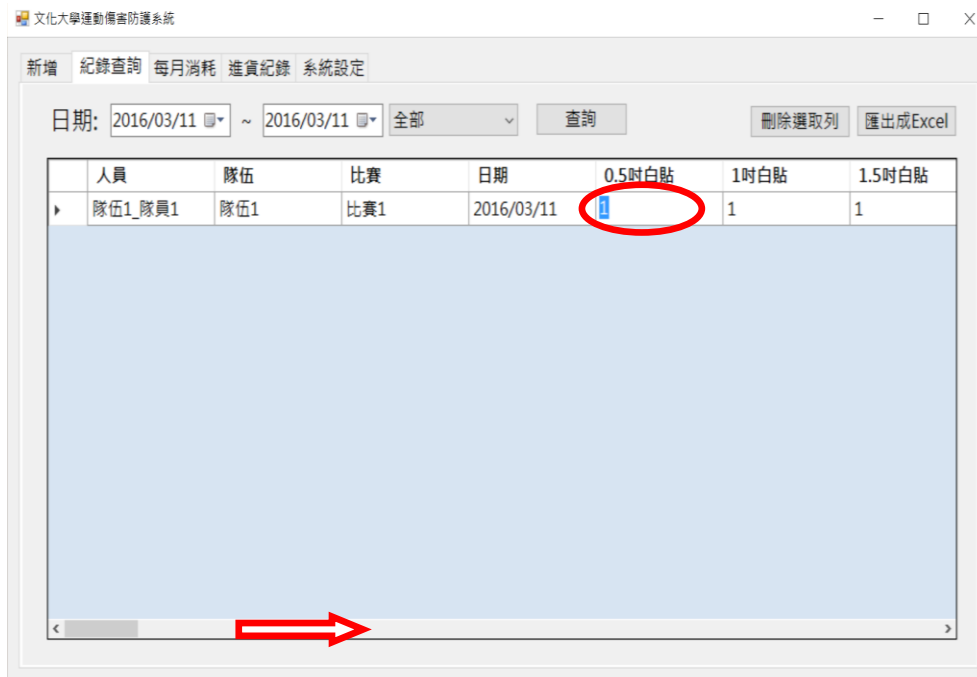 文化大學運動傷害防護系統
新增 紀錄查詢 每月消耗 進貨紀錄 系統設定
日期: 2016/03/11 ~ 2016/03/11 全部 查詢 刪除選取列 匯出成Excel
人員 隊伍 比賽 日期 0.5吋白貼 1吋白貼 1.5吋白貼
隊伍1_隊員1 隊伍1 比賽1 2016/03/11 1 1 1